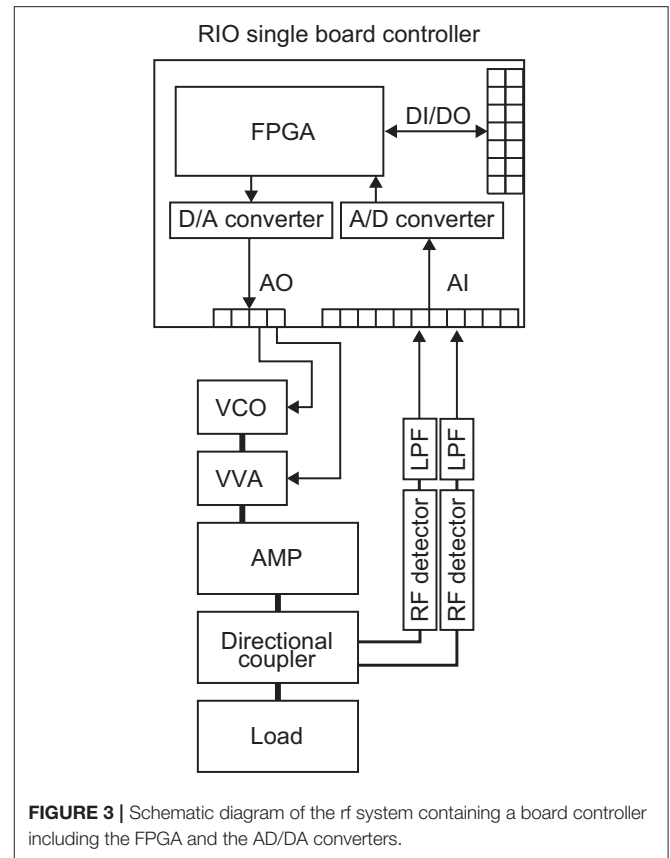 RIO single board controller
FPGA
DI/DO
D/A converter
A/D converter
AO
AI
VCO
VVA
AMP
Directional
coupler
Load
LPF
LPF
RF detector
RF detector
FIGURE 3 | Schematic diagram of the rf system containing a board controller
including the FPGA and the AD/DA converters.